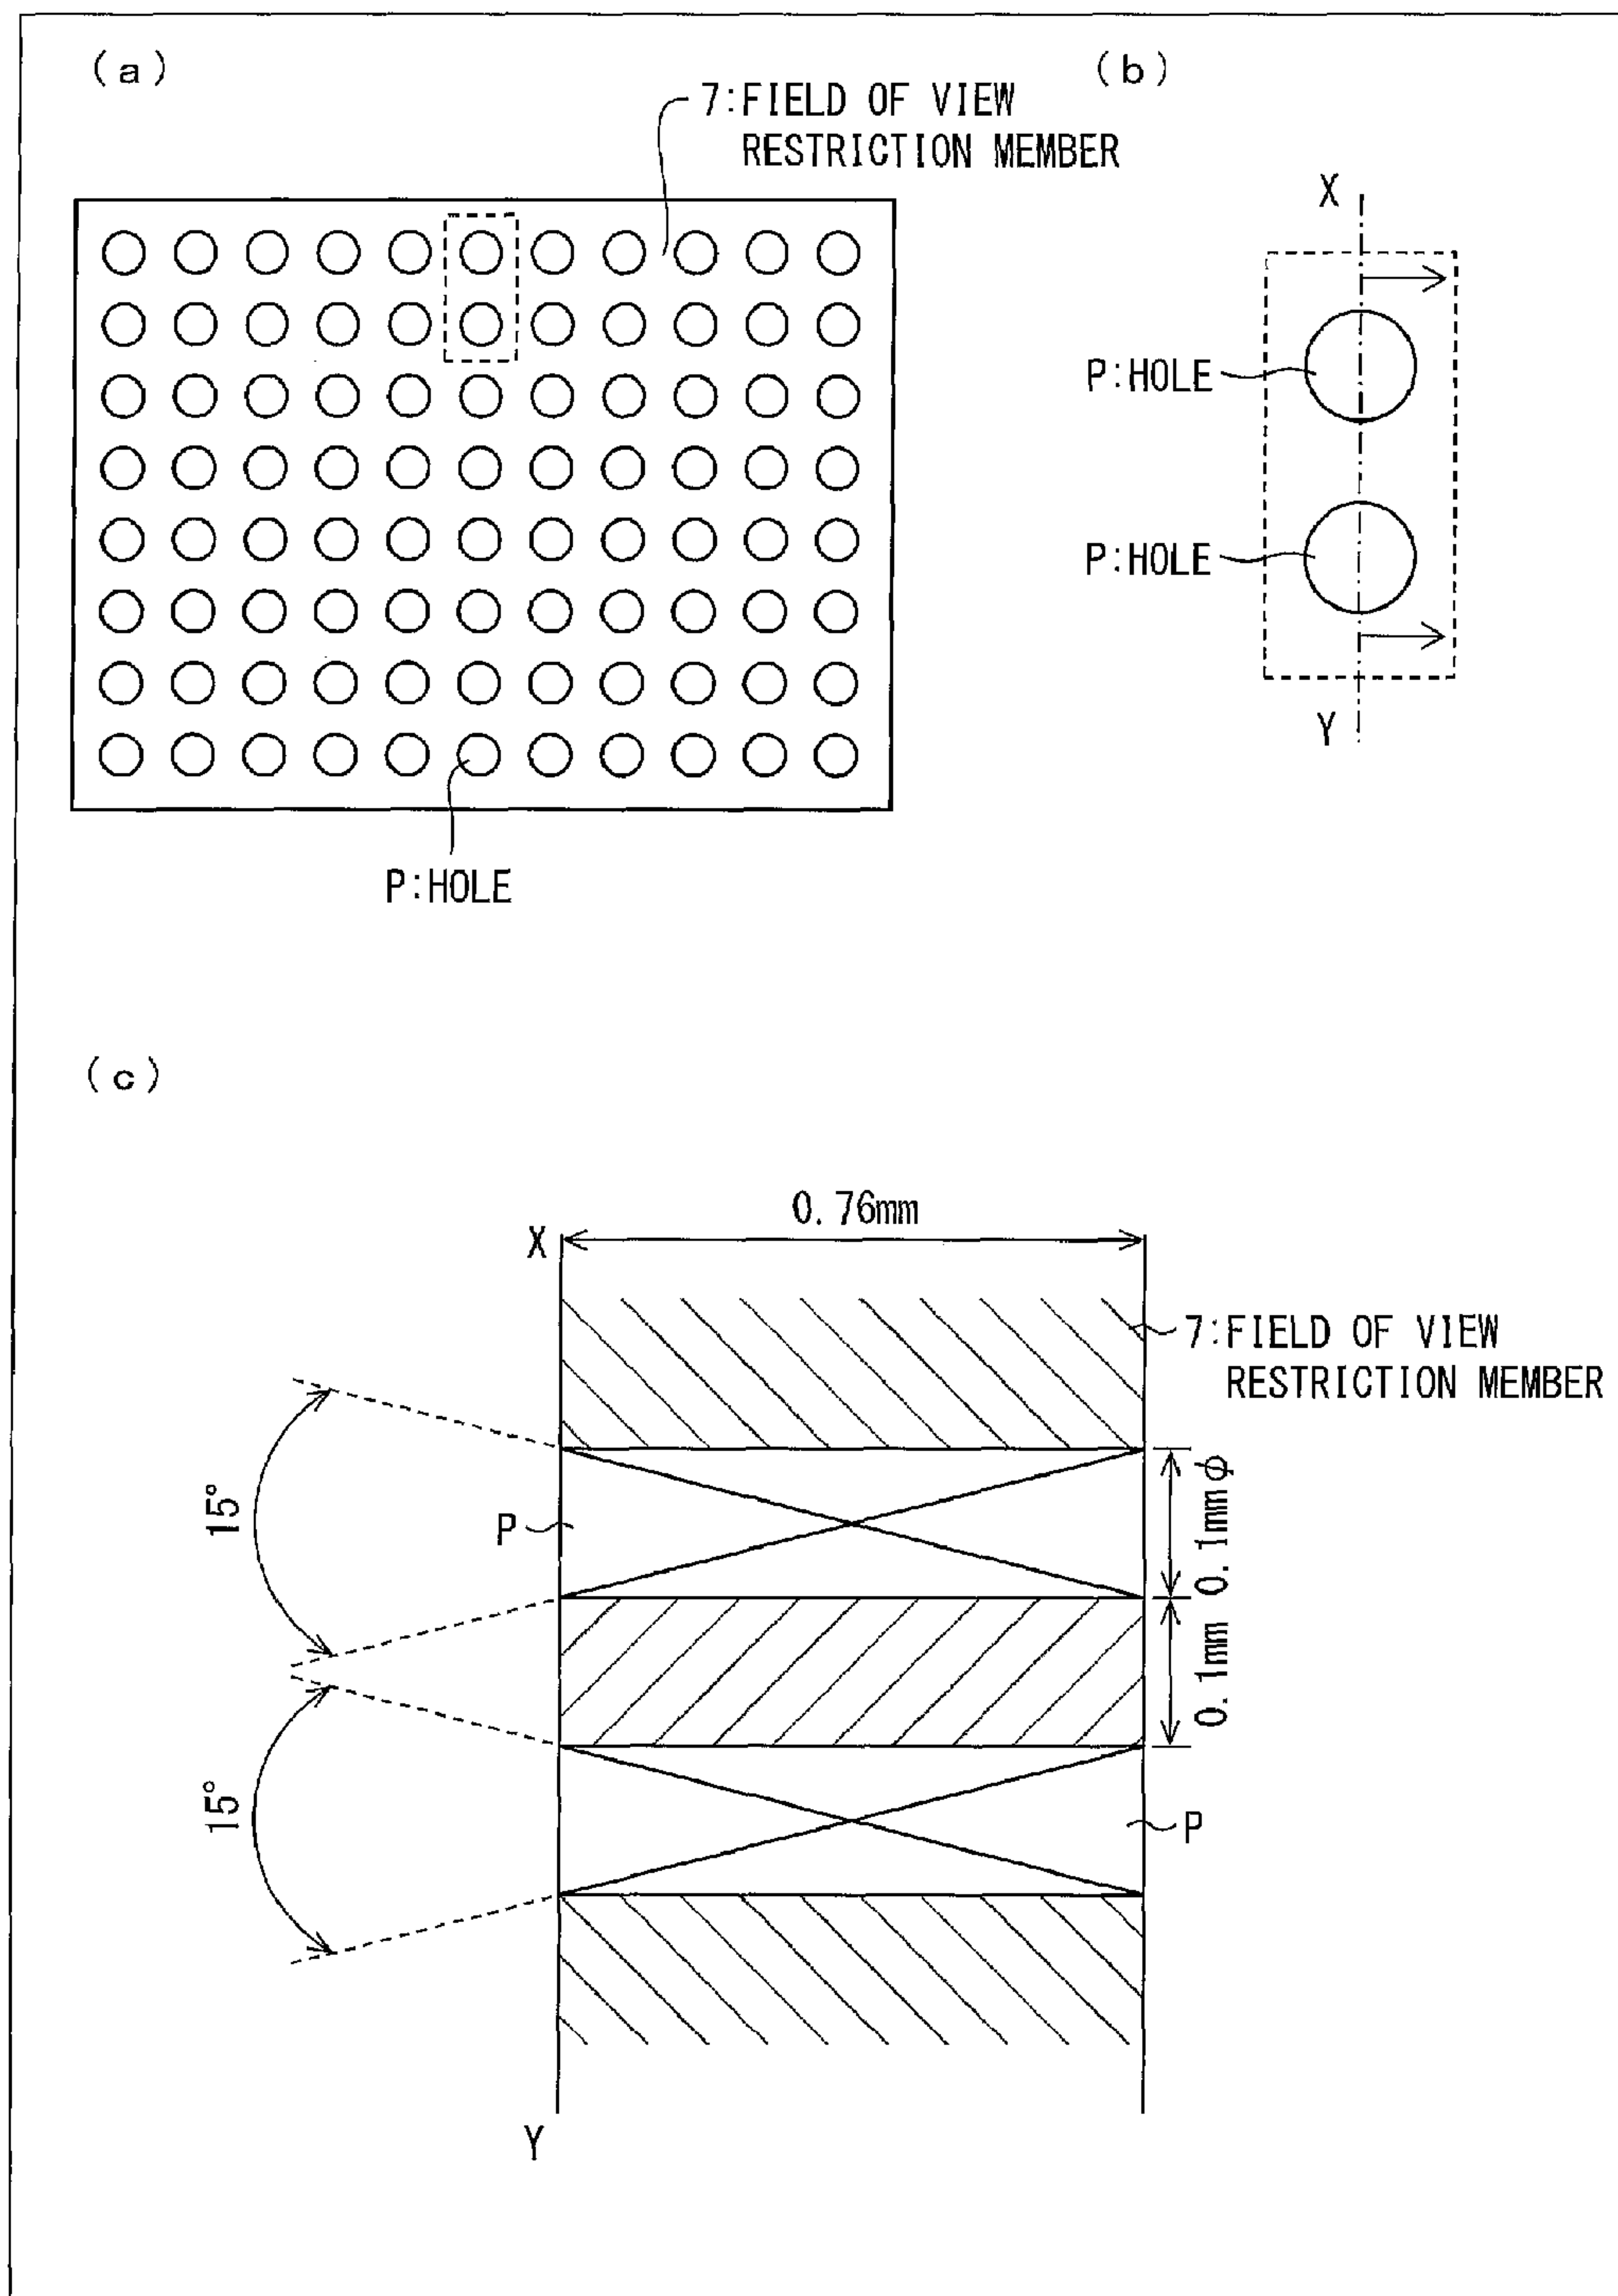 (a)
7:FIELD OF VIEW
RESTRICTION MEMBER
P:HOLE
(b)
X
P:HOLE
P:HOLE
Y
(c)
0.76mm
X
7:FIELD OF VIEW
RESTRICTION MEMBER
15°
P
0.1mmφ
0.1mm
15°
P
Y